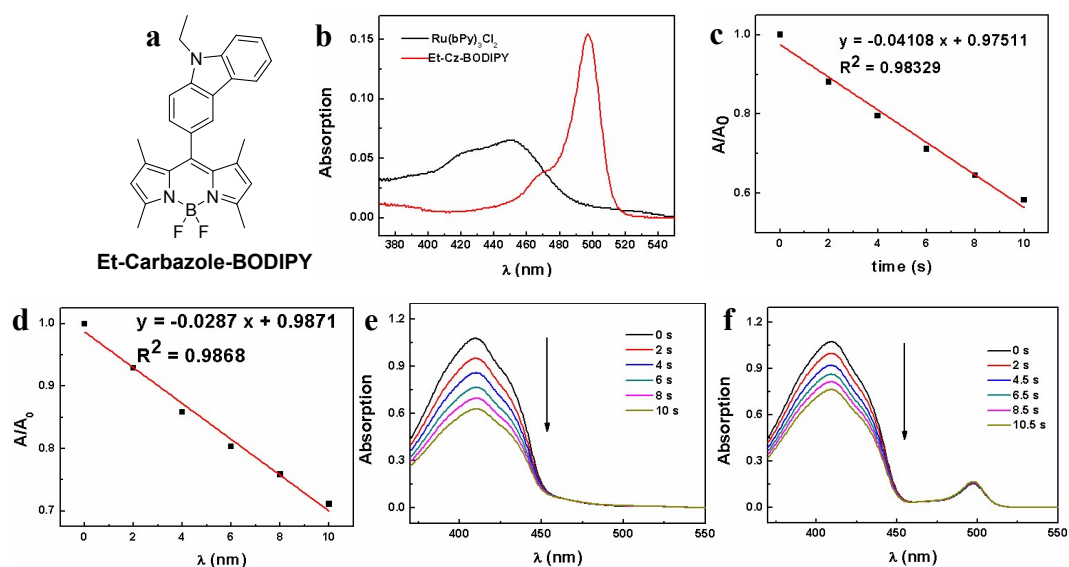 a
N
N
N
B
F
F
Et-Carbazole-BODIPY
b
Ru(bPy)3Cl2
Et-Cz-BODIPY
0.15
0.10
0.05
0.00
Absorption
380 400 420 440 460 480 500 520 540
λ (nm)
c
y = -0.04108 x + 0.97511
R2 = 0.98329
1.0
0.8
0.6
A/A0
0 2 4 6 8 10
time (s)
d
y = -0.0287 x + 0.9871
R2 = 0.9868
1.0
0.9
0.8
0.7
A/A0
0 2 4 6 8 10
λ (nm)
e
0 s
2 s
4 s
6 s
8 s
10 s
1.2
0.9
0.6
0.3
0.0
Absorption
400 450 500 550
λ (nm)
f
0 s
2 s
4.5 s
6.5 s
8.5 s
10.5 s
1.2
0.9
0.6
0.3
0.0
Absorption
400 450 500 550
λ (nm)